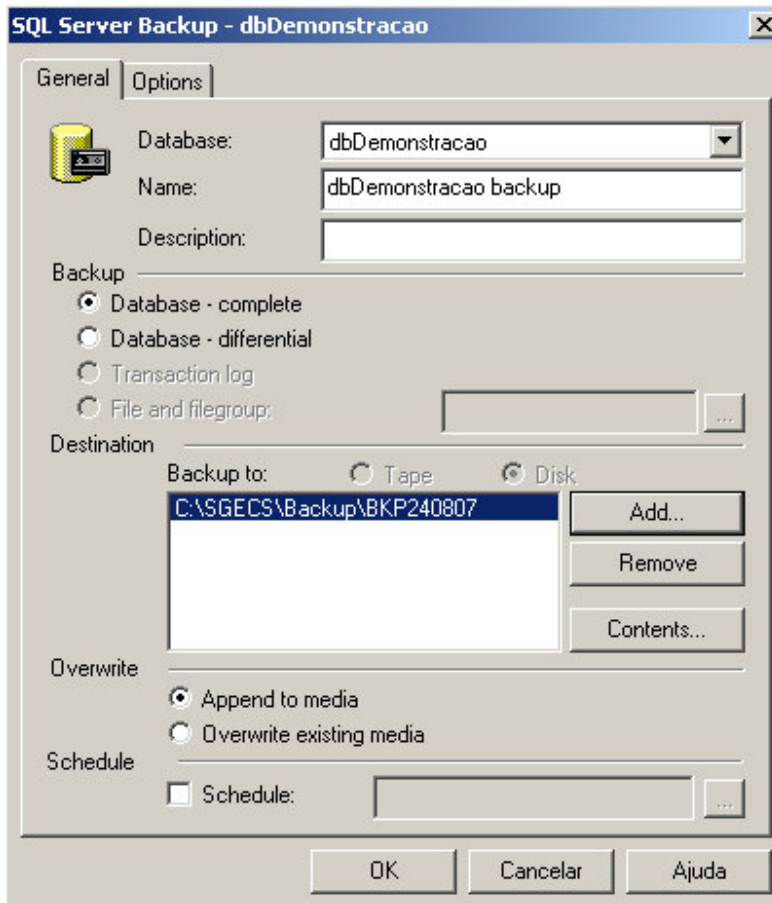 SQL Server Backup - dbDemonstracao
General Options
Database: dbDemonstracao
Name: dbDemonstracao backup
Description:
Backup
Database - complete
Database - differential
Transaction log
File and filegroup: ...
Destination
Backup to: Tape Disk
C:\SGECS\Backup\BKP240807 Add...
Remove
Contents...
Overwrite
Append to media
Overwrite existing media
Schedule
Schedule: ...
OK Cancelar Ajuda